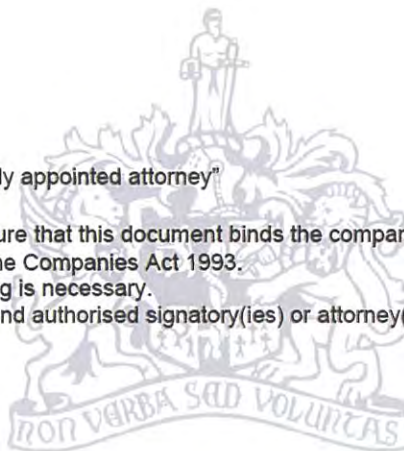 ly appointed attorney"
ure that this document binds the compan
ne Companies Act 1993.
g is necessary.
nd authorised signatory(ies) or attorney(
NON VERBA SED VOLUNTAS